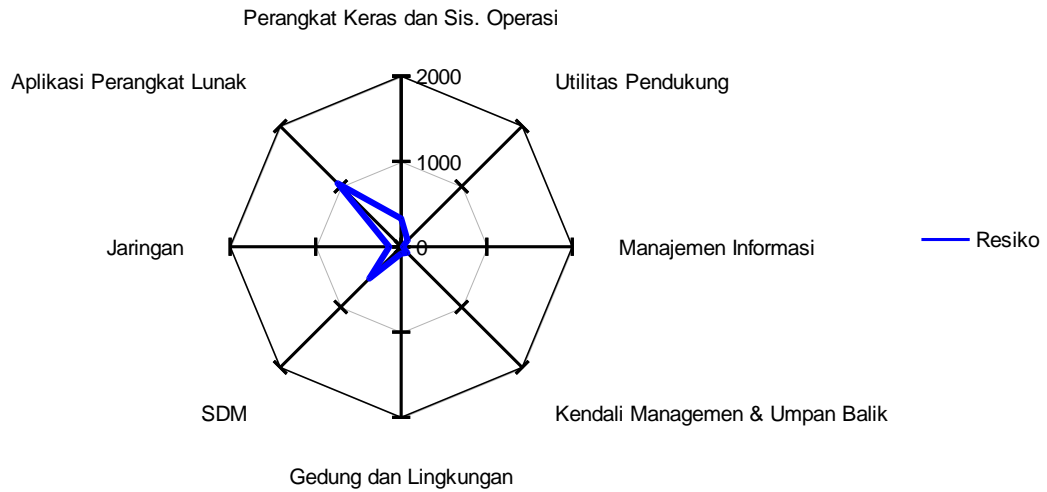 Perangkat Keras dan Sis. Operasi
Aplikasi Perangkat Lunak
2000
Utilitas Pendukung
1000
Jaringan
0
Manajemen Informasi
Resiko
SDM
Kendali Managemen & Umpan Balik
Gedung dan Lingkungan